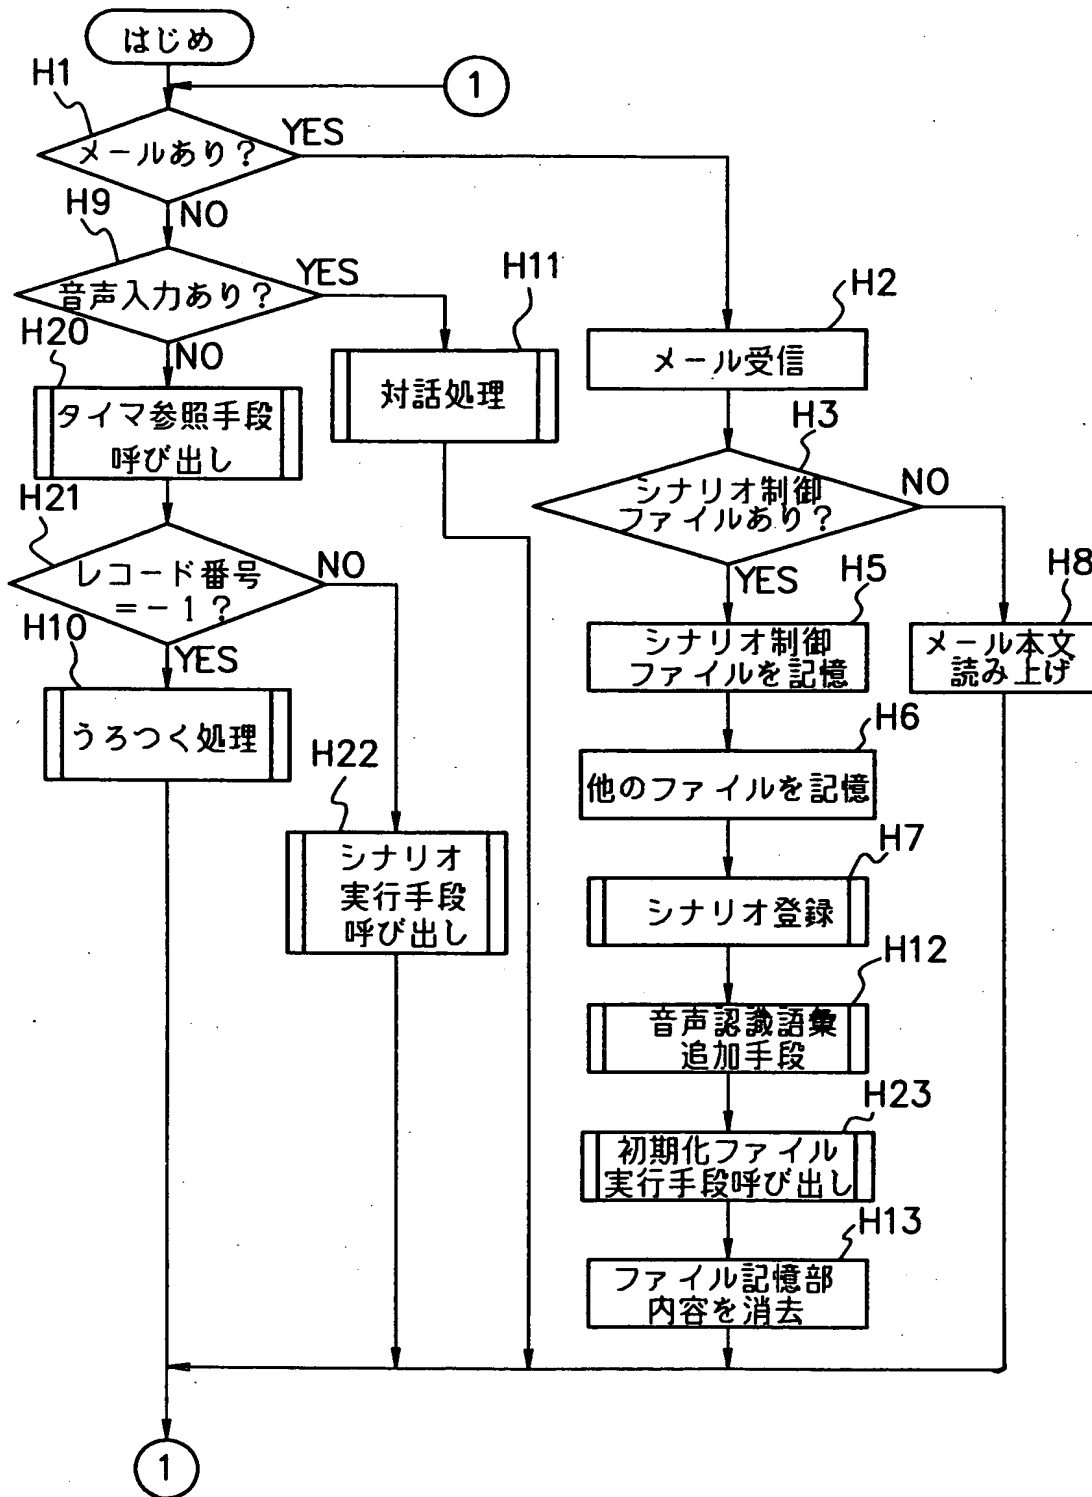 はじめ
1
H1
メールあり?
YES
NO
H9
音声入力あり?
YES
NO
H11
対話処理
H20
タイマ参照手段
呼び出し
H21
レコード番号
=-1?
NO
YES
H10
うろつく処理
H22
シナリオ
実行手段
呼び出し
H2
メール受信
H3
シナリオ制御
ファイルあり?
NO
YES
H8
メール本文
読み上げ
H5
シナリオ制御
ファイルを記憶
H6
他のファイルを記憶
H7
シナリオ登録
H12
音声認識語彙
追加手段
H23
初期化ファイル
実行手段呼び出し
H13
ファイル記憶部
内容を消去
1